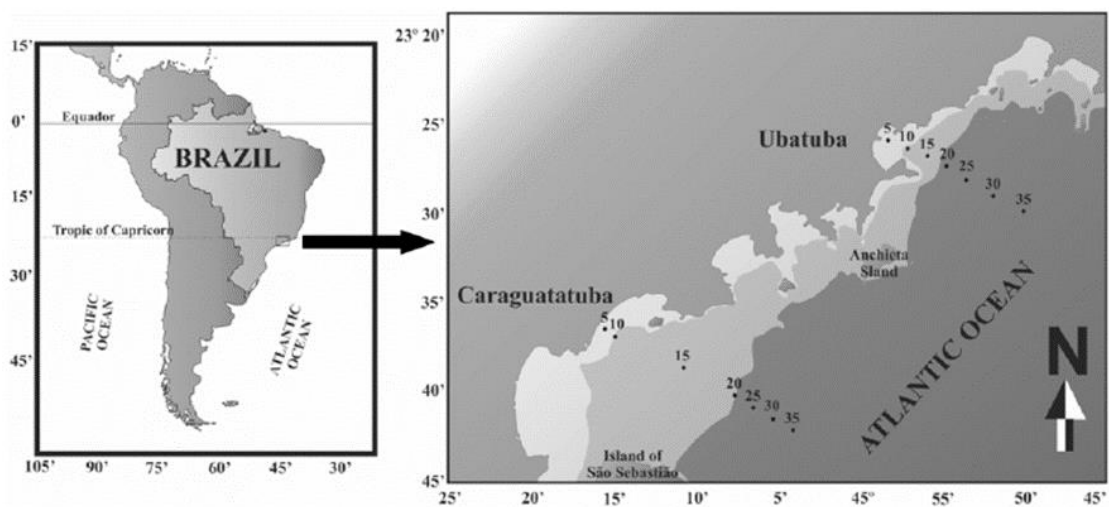 15'
Equador
0'
BRAZIL
15'
Tropic of Capricorn
30'
PACIFIC
OCEAN
ATLANTIC
OCEAN
45'
105'
90'
75'
60'
45'
30'
23º 20'
25'
Ubatuba
5
10
15
20
25
30
35
30'
Anchieta
Sland
35'
Caraguatatuba
5
10
15
20
25
30
35
40'
ATLANTIC OCEAN
N
Island of
São Sebastião
45'
25'
20'
15'
10'
5'
45º
55'
50'
45'